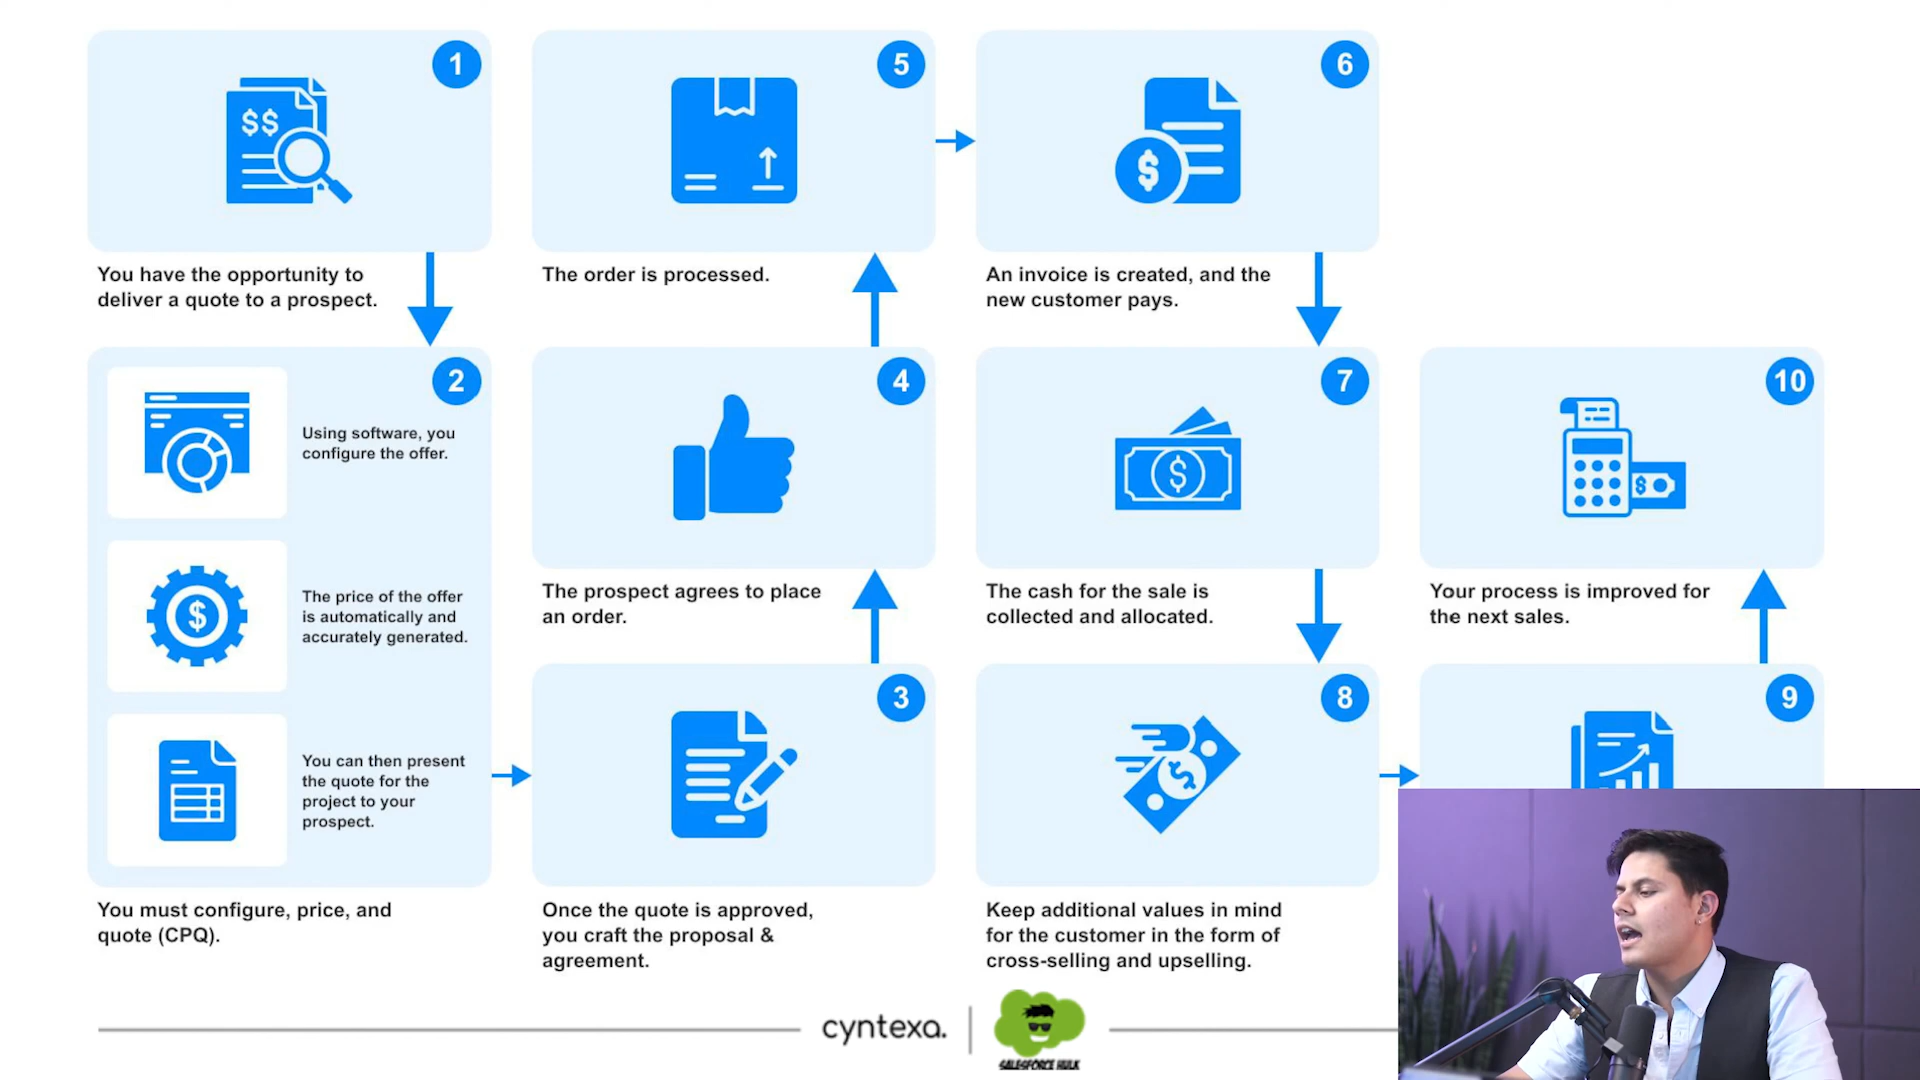 1
$$
You have the opportunity to
deliver a quote to a prospect.
2
Using software, you
configure the offer.
$
The price of the offer
is automatically and
accurately generated.
You can then present
the quote for the
project to your
prospect.
You must configure, price, and
quote (CPQ).
3
Once the quote is approved,
you craft the proposal &
agreement.
4
The prospect agrees to place
an order.
5
The order is processed.
6
$
An invoice is created, and the
new customer pays.
7
$
The cash for the sale is
collected and allocated.
8
$
Keep additional values in mind
for the customer in the form of
cross-selling and upselling.
9
10
$
Your process is improved for
the next sales.
cyntexa.
SALESFORCE HULK